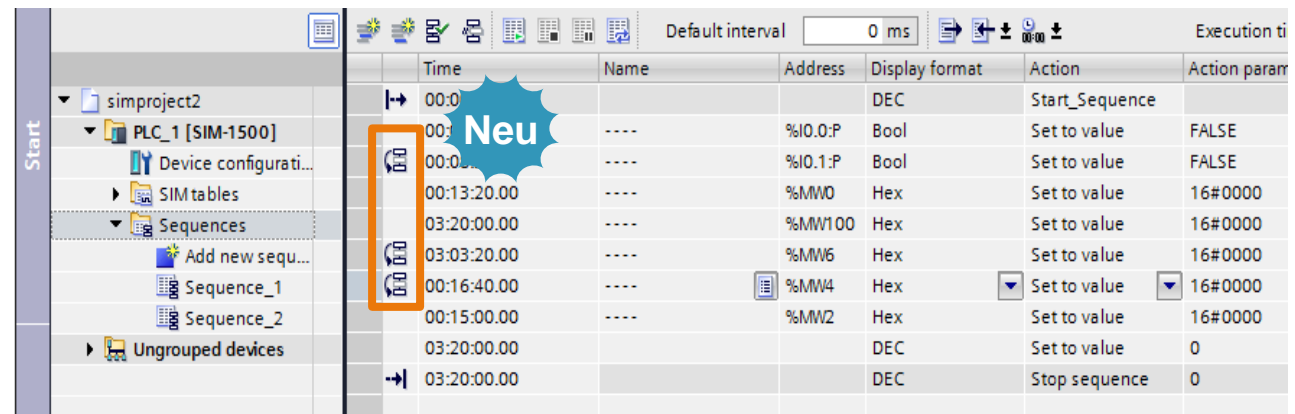 Default interval 0 ms Execution ti
Time Name Address Display format Action Action param
simproject2 00:0 DEC Start_Sequence
PLC_1 [SIM-1500] 00: ---- %I0.0:P Bool Set to value FALSE
Neu
Start
Device configurati... 00:0 ---- %I0.1:P Bool Set to value FALSE
SIM tables 00:13:20.00 ---- %MW0 Hex Set to value 16#0000
Sequences 03:20:00.00 ---- %MW100 Hex Set to value 16#0000
Add new sequ... 03:03:20.00 ---- %MW6 Hex Set to value 16#0000
Sequence_1 00:16:40.00 ---- %MW4 Hex Set to value 16#0000
Sequence_2 00:15:00.00 ---- %MW2 Hex Set to value 16#0000
Ungrouped devices 03:20:00.00 DEC Set to value 0
03:20:00.00 DEC Stop sequence 0